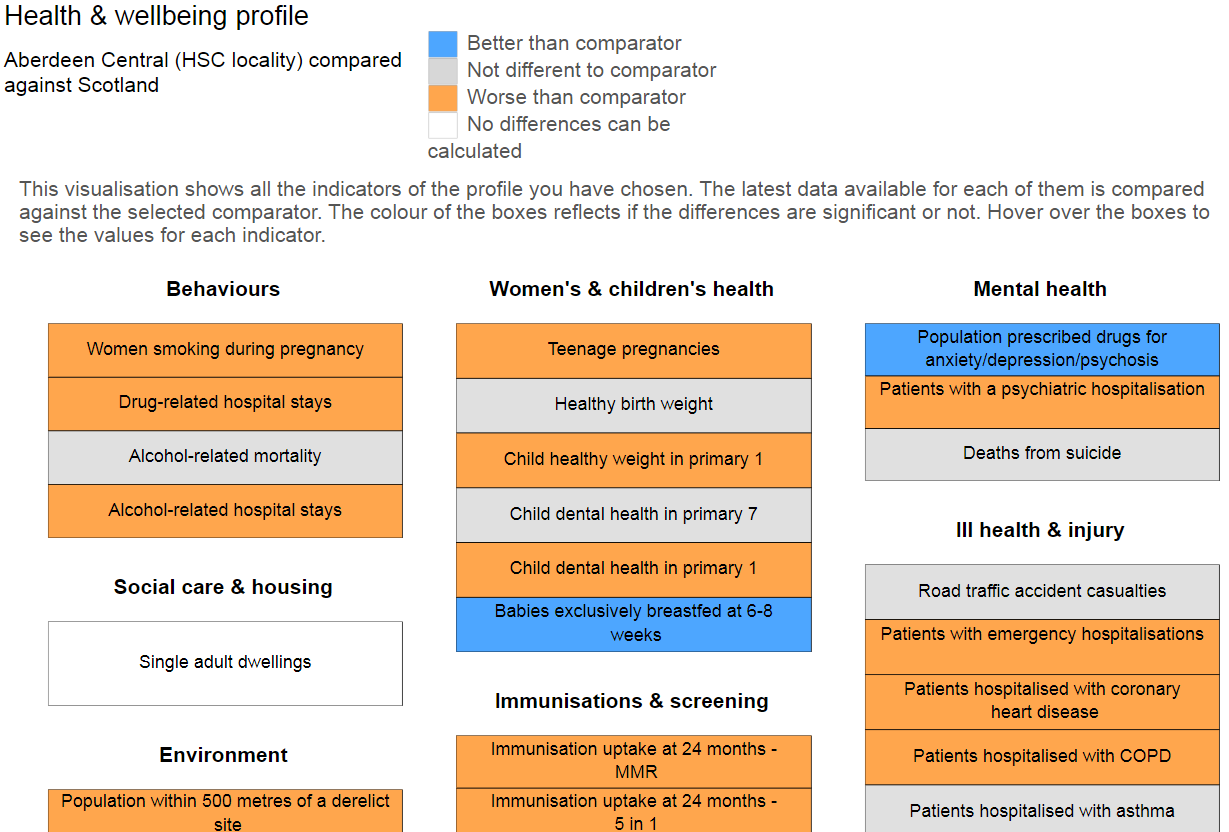 Health & wellbeing profile
Aberdeen Central (HSC locality) compared
against Scotland
Better than comparator
Not different to comparator
Worse than comparator
No differences can be
calculated
This visualisation shows all the indicators of the profile you have chosen. The latest data available for each of them is compared
against the selected comparator. The colour of the boxes reflects if the differences are significant or not. Hover over the boxes to
see the values for each indicator.
Behaviours
Women smoking during pregnancy
Drug-related hospital stays
Alcohol-related mortality
Alcohol-related hospital stays
Social care & housing
Single adult dwellings
Environment
Population within 500 metres of a derelict
site
Women's & children's health
Teenage pregnancies
Healthy birth weight
Child healthy weight in primary 1
Child dental health in primary 7
Child dental health in primary 1
Babies exclusively breastfed at 6-8
weeks
Immunisations & screening
Immunisation uptake at 24 months -
MMR
Immunisation uptake at 24 months -
5 in 1
Mental health
Population prescribed drugs for
anxiety/depression/psychosis
Patients with a psychiatric hospitalisation
Deaths from suicide
Ill health & injury
Road traffic accident casualties
Patients with emergency hospitalisations
Patients hospitalised with coronary
heart disease
Patients hospitalised with COPD
Patients hospitalised with asthma